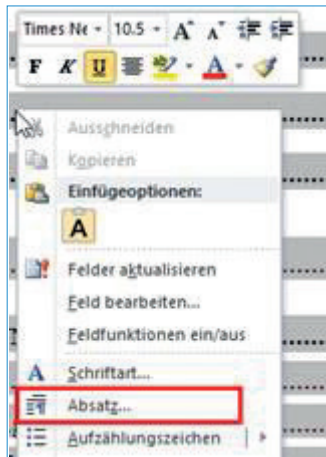 Times Ne 10.5 A A
F K U A
Ausschneiden
Kopieren
Einfügeoptionen:
A
Felder aktualisieren
Feld bearbeiten...
Feldfunktionen ein/aus
A Schriftart...
Absatz...
Aufzählungszeichen